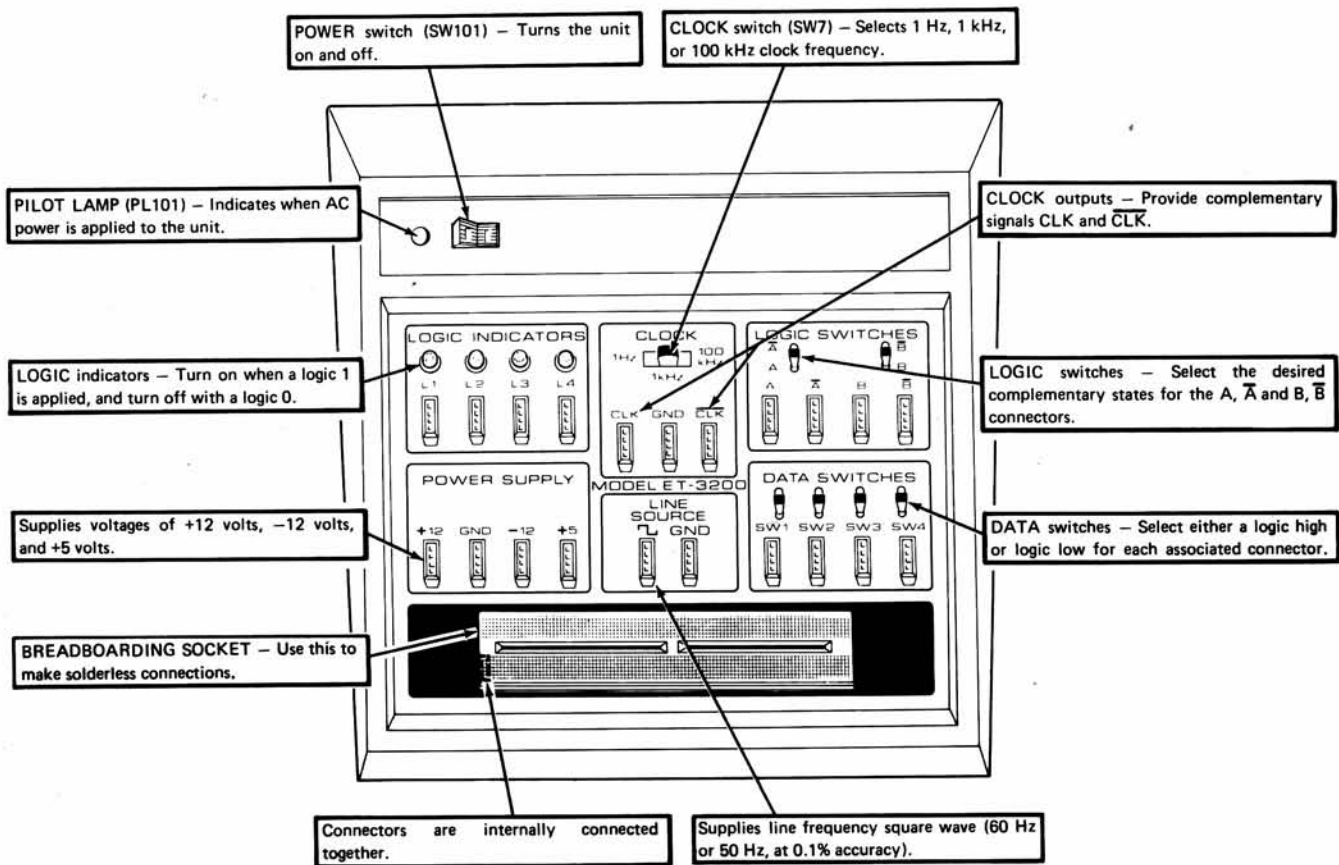 POWER switch (SW101) — Turns the unit
on and off.
CLOCK switch (SW7) — Selects 1 Hz, 1 kHz,
or 100 kHz clock frequency.
PILOT LAMP (PL101) — Indicates when AC
power is applied to the unit.
CLOCK outputs — Provide complementary
signals CLK and C̅L̅K̅.
LOGIC indicators — Turn on when a logic 1
is applied, and turn off with a logic 0.
LOGIC INDICATORS
L1 L2 L3 L4
CLOCK
1Hz
100
kHz
1kHz
CLK GND C̅L̅K̅
LOGIC SWITCHES
A̅ B̅
A B
A A̅ B B̅
LOGIC switches — Select the desired
complementary states for the A, A̅ and B, B̅
connectors.
Supplies voltages of +12 volts, −12 volts,
and +5 volts.
POWER SUPPLY
+12 GND −12 +5
MODEL ET-3200
LINE
SOURCE
GND
DATA SWITCHES
SW1 SW2 SW3 SW4
DATA switches — Select either a logic high
or logic low for each associated connector.
BREADBOARDING SOCKET — Use this to
make solderless connections.
Connectors are internally connected
together.
Supplies line frequency square wave (60 Hz
or 50 Hz, at 0.1% accuracy).